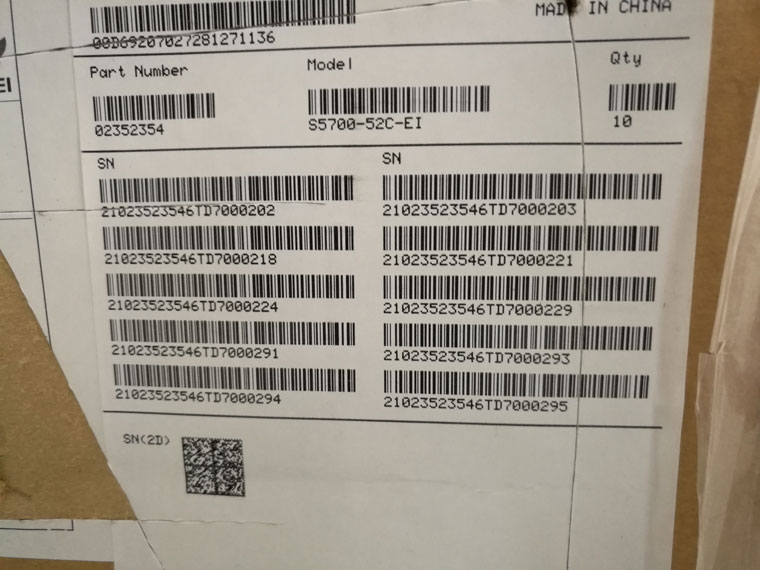 00B69207027281271136
MADE IN CHINA
EI
Part Number
Model
Qty
02352354
S5700-52C-EI
10
SN
SN
21023523546TD7000202
21023523546TD7000203
21023523546TD7000218
21023523546TD7000221
21023523546TD7000224
21023523546TD7000229
21023523546TD7000291
21023523546TD7000293
21023523546TD7000294
21023523546TD7000295
SN(2D)